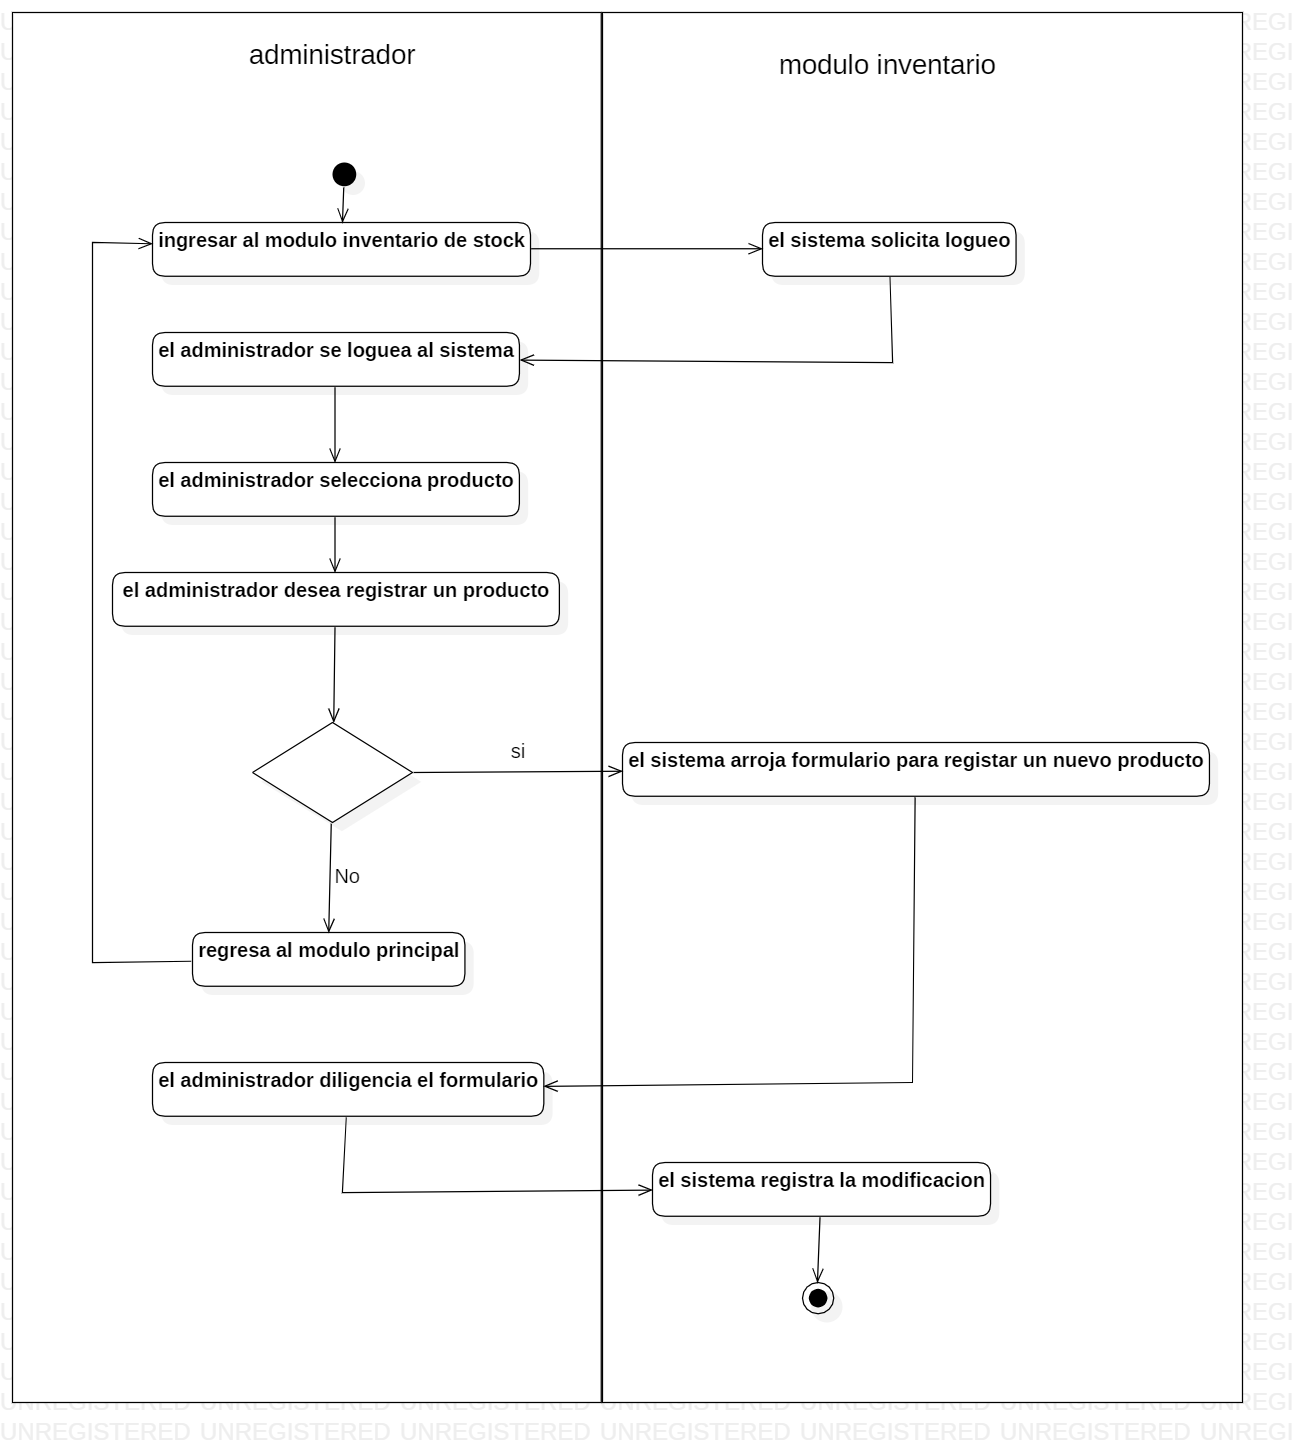 administrador
modulo inventario
ingresar al modulo inventario de stock
el sistema solicita logueo
el administrador se loguea al sistema
el administrador selecciona producto
el administrador desea registrar un producto
si
el sistema arroja formulario para registar un nuevo producto
No
regresa al modulo principal
el administrador diligencia el formulario
el sistema registra la modificacion
UNREGISTERED UNREGISTERED UNREGISTERED UNREGISTERED UNREGISTERED UNREGISTERED UNREGI